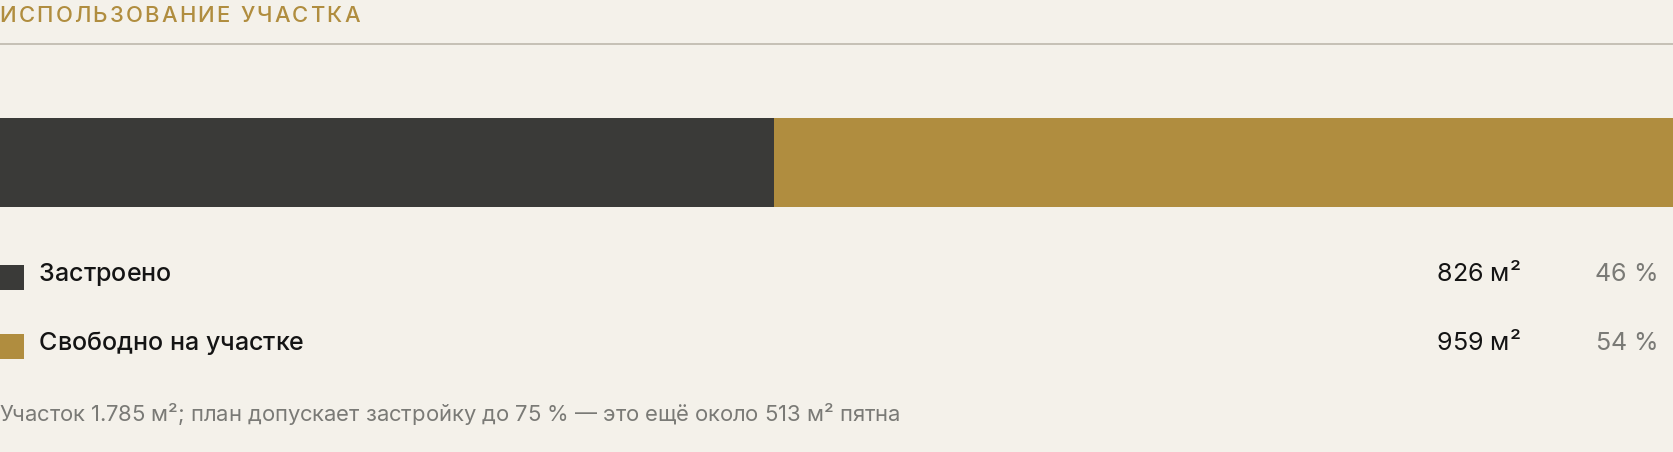 ИСПОЛЬЗОВАНИЕ УЧАСТКА
Застроено 826 м² 46 %
Свободно на участке 959 м² 54 %
Участок 1.785 м²; план допускает застройку до 75 % — это ещё около 513 м² пятна